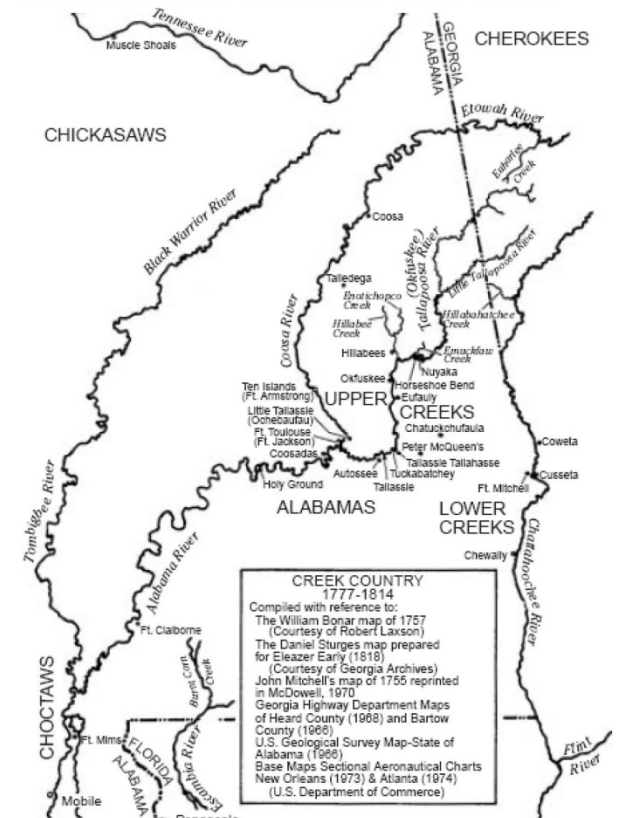 Tennessee River
Muscle Shoals
GEORGIA
ALABAMA
CHEROKEES
CHICKASAWS
Etowah River
Euharlee
Creek
Black Warrior River
Coosa
(Okfuskee)
Tallapoosa River
Little Tallapoosa River
Talledega
Enotichopco
Creek
Hillabee
Creek
Hillabahatchee
Creek
Coosa River
Hillabees
Emuckfaw
Creek
Nuyaka
Okfuskee
Horseshoe Bend
Ten Islands
(Ft. Armstrong)
UPPER
CREEKS
Eufauly
Little Tallassie
(Ochebaufau)
Chatuckchufaula
Ft. Toulouse
(Ft. Jackson)
Peter McQueen's
Coosadas
Tallassie Tallahasse
Autossee
Tuckabatchey
Tallassie
Holy Ground
Coweta
Cusseta
Ft. Mitchell
ALABAMAS
LOWER
CREEKS
Tombigbee River
Alabama River
Chewally
Chattahoochee River
CREEK COUNTRY
1777-1814
Compiled with reference to:
The William Bonar map of 1757
(Courtesy of Robert Laxson)
The Daniel Sturges map prepared
for Eleazer Early (1818)
(Courtesy of Georgia Archives)
John Mitchell's map of 1755 reprinted
in McDowell, 1970
Georgia Highway Department Maps
of Heard County (1968) and Bartow
County (1966)
U.S. Geological Survey Map-State of
Alabama (1966)
Base Maps Sectional Aeronautical Charts
New Orleans (1973) & Atlanta (1974)
(U.S. Department of Commerce)
Ft. Claiborne
Burnt Corn
Creek
CHOCTAWS
Ft. Mims
FLORIDA
ALABAMA
Escambia River
Flint
River
Mobile